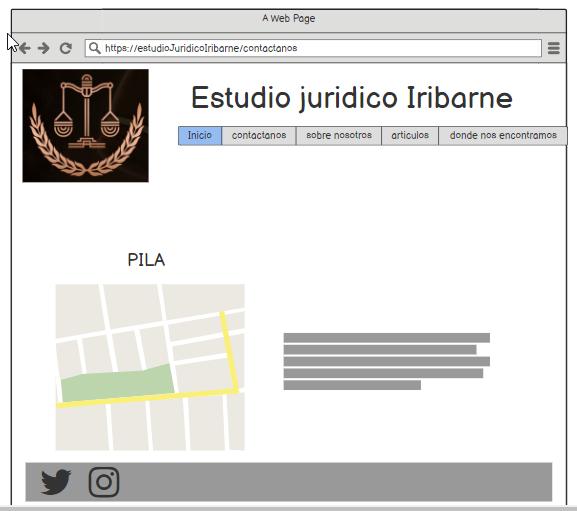 A Web Page
https://estudioJuridicoIribarne/contactanos
Estudio juridico Iribarne
Inicio contactanos sobre nosotros articulos donde nos encontramos
PILA